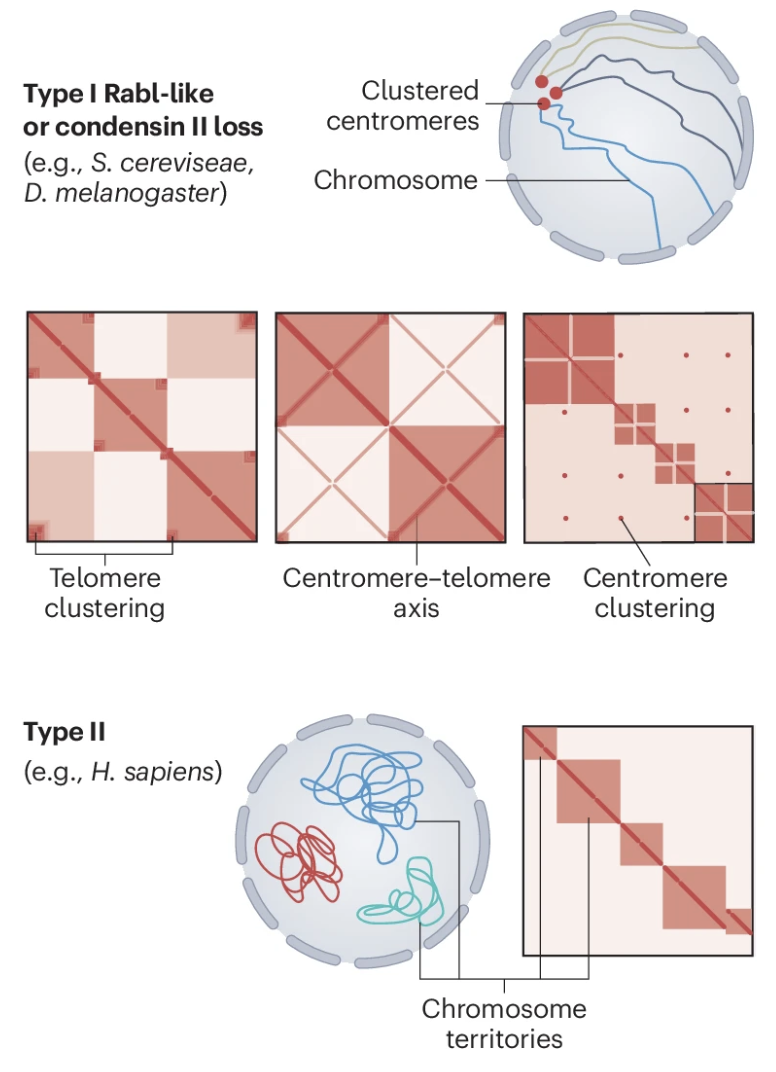 Type I Rabl-like
or condensin II loss
(e.g., S. cereviseae,
D. melanogaster)
Clustered
centromeres
Chromosome
Telomere
clustering
Centromere–telomere
axis
Centromere
clustering
Type II
(e.g., H. sapiens)
Chromosome
territories